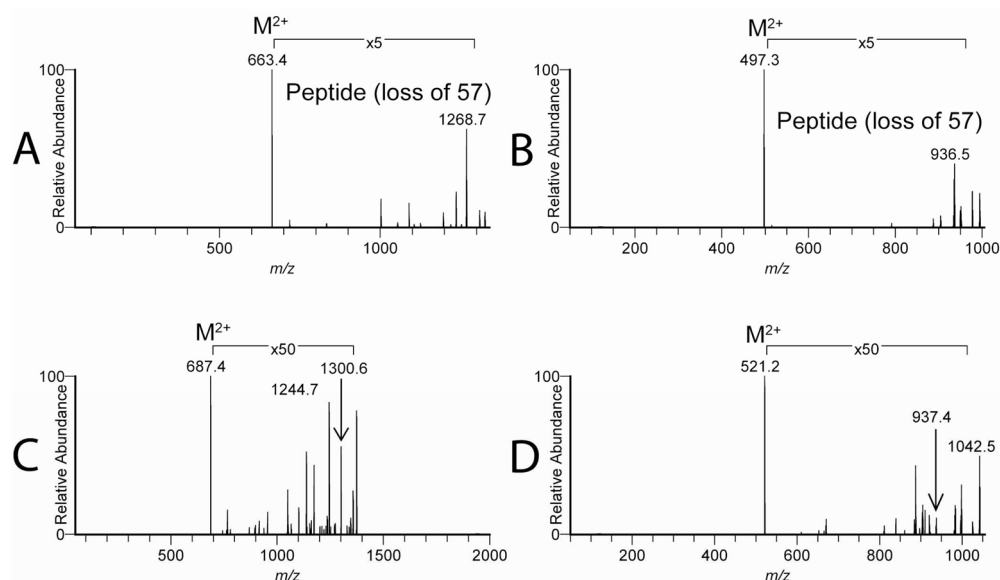 A
M2+
x5
663.4
Peptide (loss of 57)
1268.7
100
0
Relative Abundance
500
1000
m/z
B
M2+
x5
497.3
Peptide (loss of 57)
936.5
100
0
Relative Abundance
200
400
600
800
1000
m/z
C
M2+
x50
687.4
1300.6
1244.7
100
0
Relative Abundance
500
1000
1500
2000
m/z
D
M2+
x50
521.2
937.4
1042.5
100
0
Relative Abundance
200
400
600
800
1000
m/z